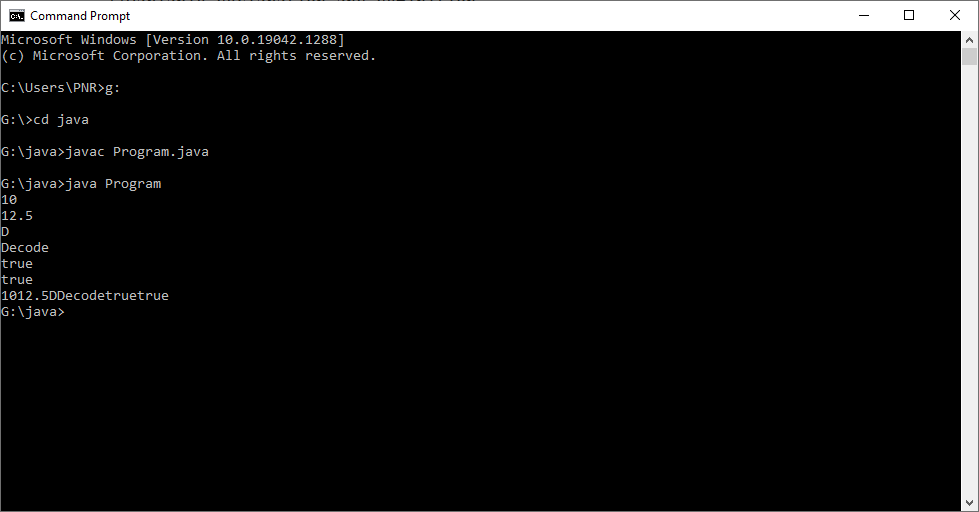 Command Prompt
Microsoft Windows [Version 10.0.19042.1288]
(c) Microsoft Corporation. All rights reserved.
C:\Users\PNR>g:
G:\>cd java
G:\java>javac Program.java
G:\java>java Program
10
12.5
D
Decode
true
true
1012.5DDecodetruetrue
G:\java>